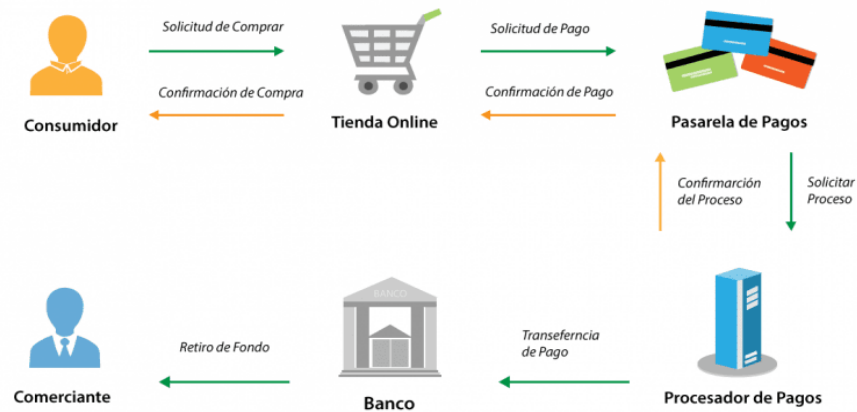 Solicitud de Comprar
Solicitud de Pago
Confirmación de Compra
Confirmación de Pago
Consumidor
Tienda Online
Pasarela de Pagos
Confirmarción
del Proceso
Solicitar
Proceso
BANCO
Retiro de Fondo
Transeferncia
de Pago
Comerciante
Banco
Procesador de Pagos